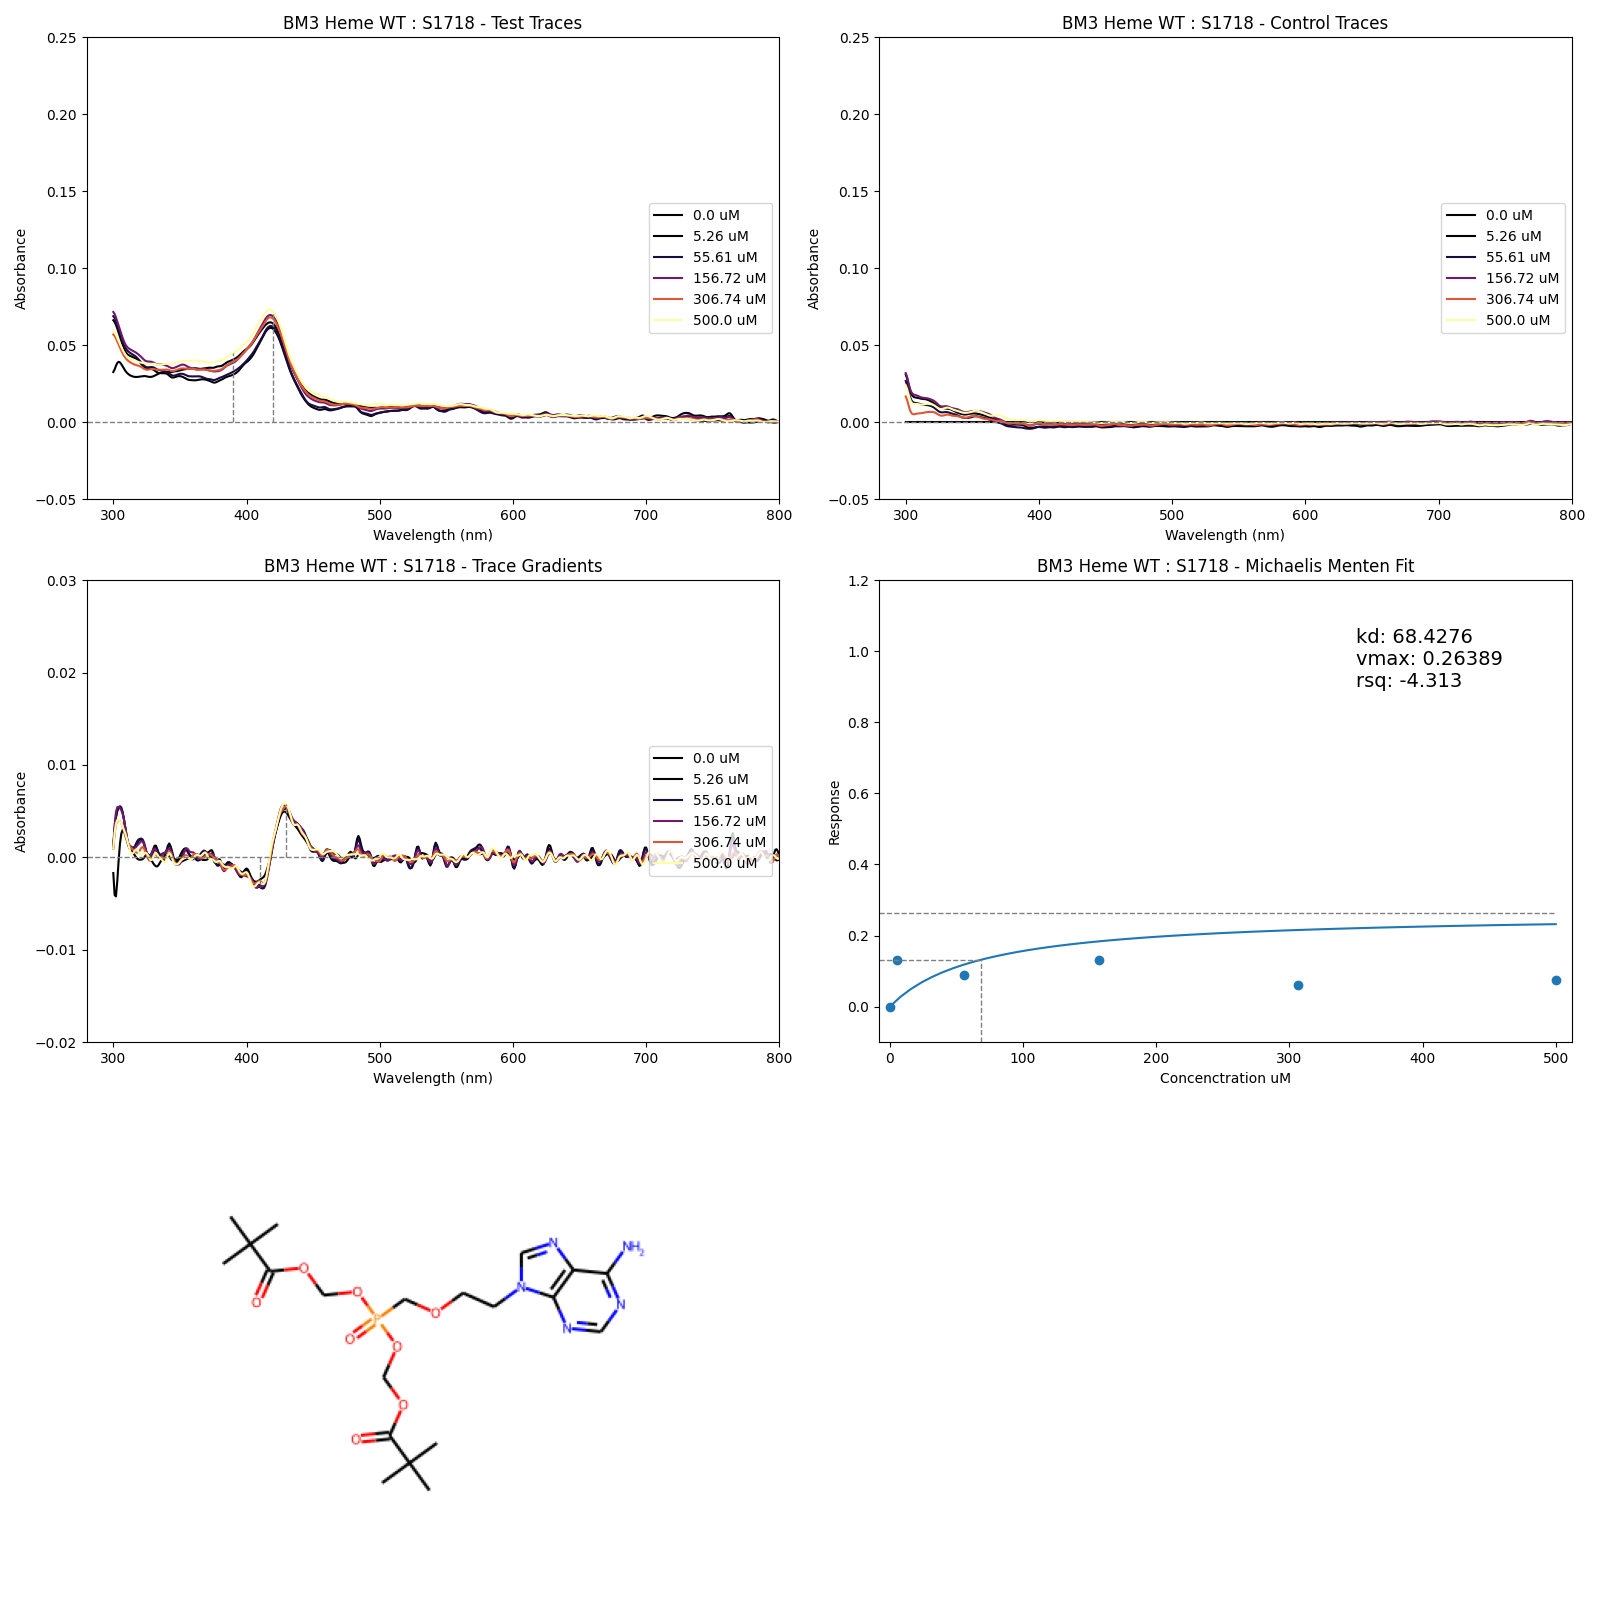 BM3 Heme WT : S1718 - Test Traces
0.25
0.20
0.15
0.10
0.05
0.00
−0.05
Absorbance
300 400 500 600 700 800
Wavelength (nm)
0.0 uM
5.26 uM
55.61 uM
156.72 uM
306.74 uM
500.0 uM
BM3 Heme WT : S1718 - Control Traces
0.25
0.20
0.15
0.10
0.05
0.00
−0.05
Absorbance
300 400 500 600 700 800
Wavelength (nm)
0.0 uM
5.26 uM
55.61 uM
156.72 uM
306.74 uM
500.0 uM
BM3 Heme WT : S1718 - Trace Gradients
0.03
0.02
0.01
0.00
−0.01
−0.02
Absorbance
300 400 500 600 700 800
Wavelength (nm)
0.0 uM
5.26 uM
55.61 uM
156.72 uM
306.74 uM
500.0 uM
BM3 Heme WT : S1718 - Michaelis Menten Fit
1.2
1.0
0.8
0.6
0.4
0.2
0.0
Response
kd: 68.4276
vmax: 0.26389
rsq: -4.313
0 100 200 300 400 500
Concenctration uM
N
NH2
O
O
N
N
O
O
O
P
N
O
O
O
O